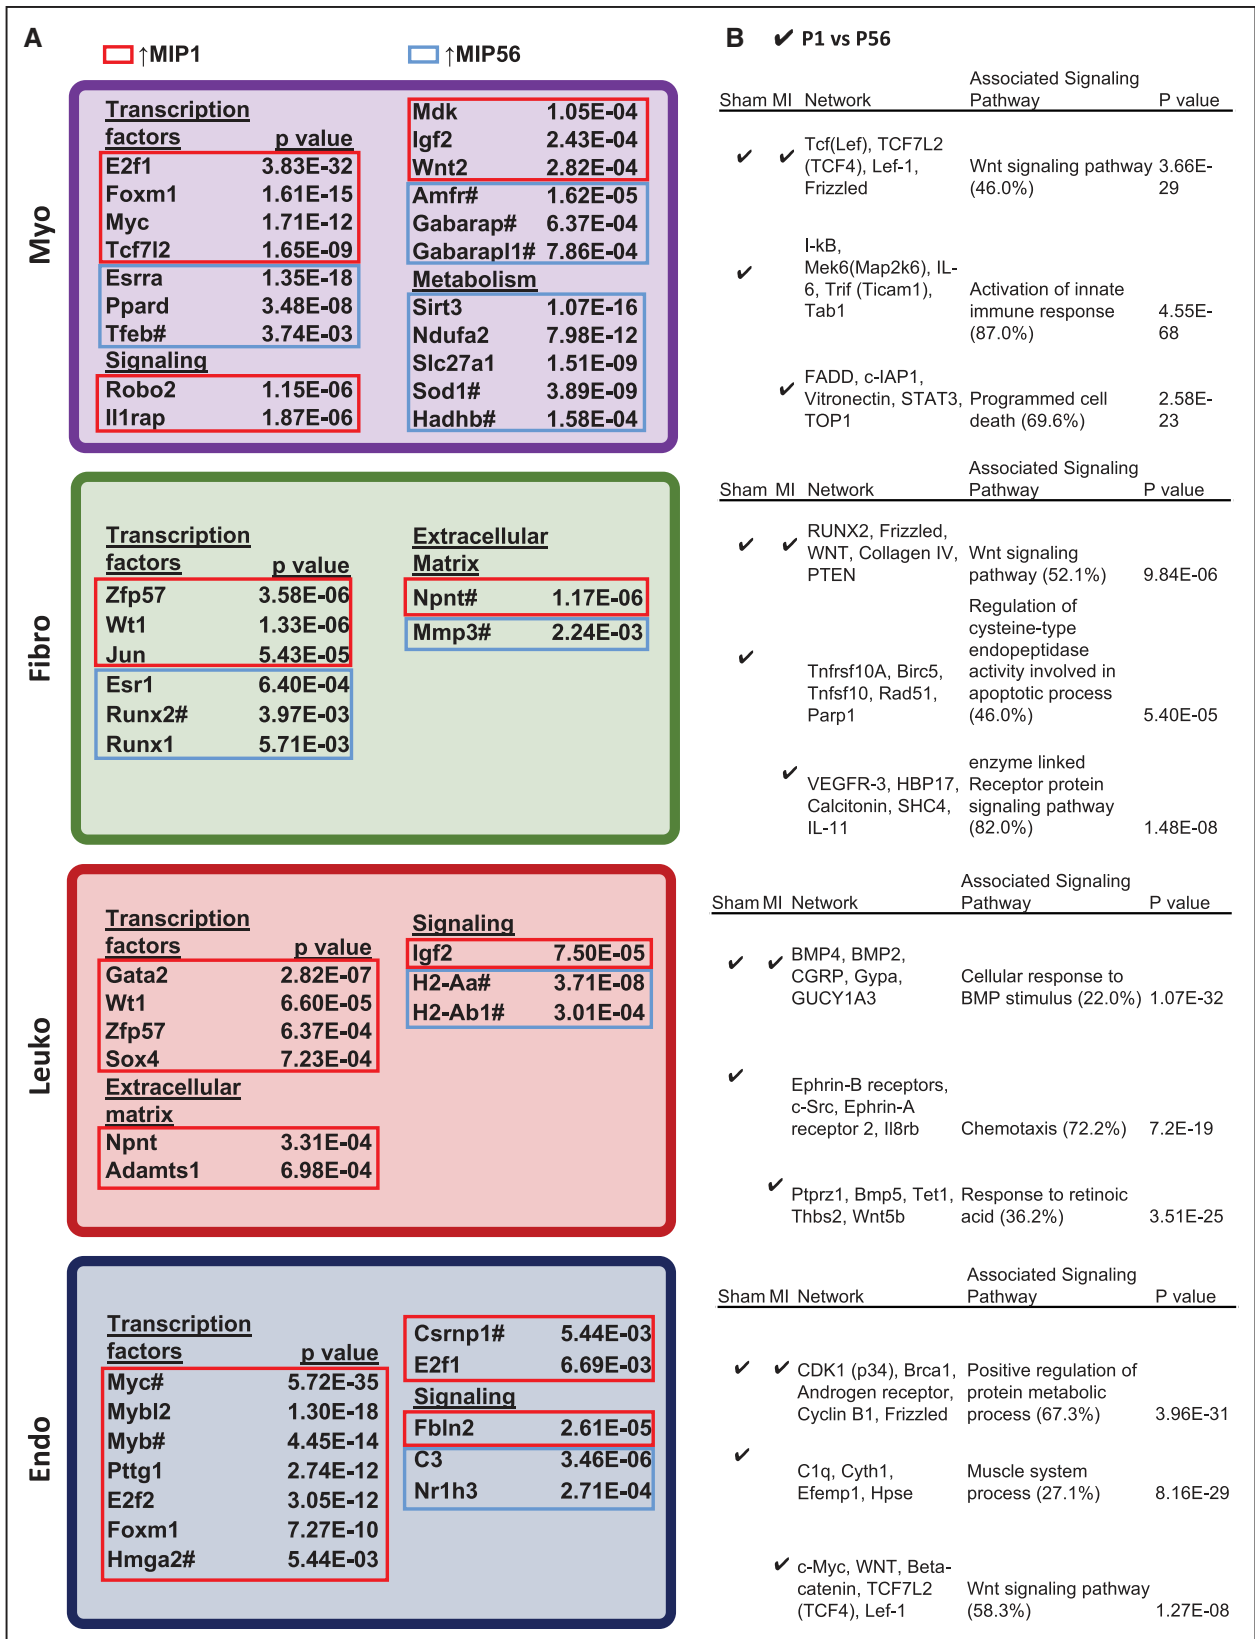 A
↑MIP1
↑MIP56
Myo
Transcription
factors p value
E2f1 3.83E-32
Foxm1 1.61E-15
Myc 1.71E-12
Tcf7l2 1.65E-09
Esrra 1.35E-18
Ppard 3.48E-08
Tfeb# 3.74E-03
Signaling
Robo2 1.15E-06
Il1rap 1.87E-06
Mdk 1.05E-04
Igf2 2.43E-04
Wnt2 2.82E-04
Amfr# 1.62E-05
Gabarap# 6.37E-04
Gabarapl1# 7.86E-04
Metabolism
Sirt3 1.07E-16
Ndufa2 7.98E-12
Slc27a1 1.51E-09
Sod1# 3.89E-09
Hadhb# 1.58E-04
Fibro
Transcription
factors p value
Zfp57 3.58E-06
Wt1 1.33E-06
Jun 5.43E-05
Esr1 6.40E-04
Runx2# 3.97E-03
Runx1 5.71E-03
Extracellular
Matrix
Npnt# 1.17E-06
Mmp3# 2.24E-03
Leuko
Transcription
factors p value
Gata2 2.82E-07
Wt1 6.60E-05
Zfp57 6.37E-04
Sox4 7.23E-04
Extracellular
matrix
Npnt 3.31E-04
Adamts1 6.98E-04
Signaling
Igf2 7.50E-05
H2-Aa# 3.71E-08
H2-Ab1# 3.01E-04
Endo
Transcription
factors p value
Myc# 5.72E-35
Mybl2 1.30E-18
Myb# 4.45E-14
Pttg1 2.74E-12
E2f2 3.05E-12
Foxm1 7.27E-10
Hmga2# 5.44E-03
Csrnp1# 5.44E-03
E2f1 6.69E-03
Signaling
Fbln2 2.61E-05
C3 3.46E-06
Nr1h3 2.71E-04
B ✔ P1 vs P56
Associated Signaling
Sham MI Network Pathway P value
✔ ✔ Tcf(Lef), TCF7L2
(TCF4), Lef-1, Wnt signaling pathway 3.66E-
Frizzled (46.0%) 29
I-kB,
✔ Mek6(Map2k6), IL-
6, Trif (Ticam1), Activation of innate
Tab1 immune response 4.55E-
(87.0%) 68
✔ FADD, c-IAP1,
Vitronectin, STAT3, Programmed cell 2.58E-
TOP1 death (69.6%) 23
Associated Signaling
Sham MI Network Pathway P value
✔ ✔ RUNX2, Frizzled,
WNT, Collagen IV, Wnt signaling
PTEN pathway (52.1%) 9.84E-06
Regulation of
cysteine-type
✔ endopeptidase
Tnfrsf10A, Birc5, activity involved in
Tnfsf10, Rad51, apoptotic process
Parp1 (46.0%) 5.40E-05
enzyme linked
✔ VEGFR-3, HBP17, Receptor protein
Calcitonin, SHC4, signaling pathway
IL-11 (82.0%) 1.48E-08
Associated Signaling
Sham MI Network Pathway P value
✔ ✔ BMP4, BMP2,
CGRP, Gypa, Cellular response to
GUCY1A3 BMP stimulus (22.0%) 1.07E-32
✔ Ephrin-B receptors,
c-Src, Ephrin-A
receptor 2, Il8rb Chemotaxis (72.2%) 7.2E-19
✔ Ptprz1, Bmp5, Tet1, Response to retinoic
Thbs2, Wnt5b acid (36.2%) 3.51E-25
Associated Signaling
Sham MI Network Pathway P value
✔ ✔ CDK1 (p34), Brca1, Positive regulation of
Androgen receptor, protein metabolic
Cyclin B1, Frizzled process (67.3%) 3.96E-31
✔ C1q, Cyth1, Muscle system
Efemp1, Hpse process (27.1%) 8.16E-29
✔ c-Myc, WNT, Beta-
catenin, TCF7L2 Wnt signaling pathway
(TCF4), Lef-1 (58.3%) 1.27E-08